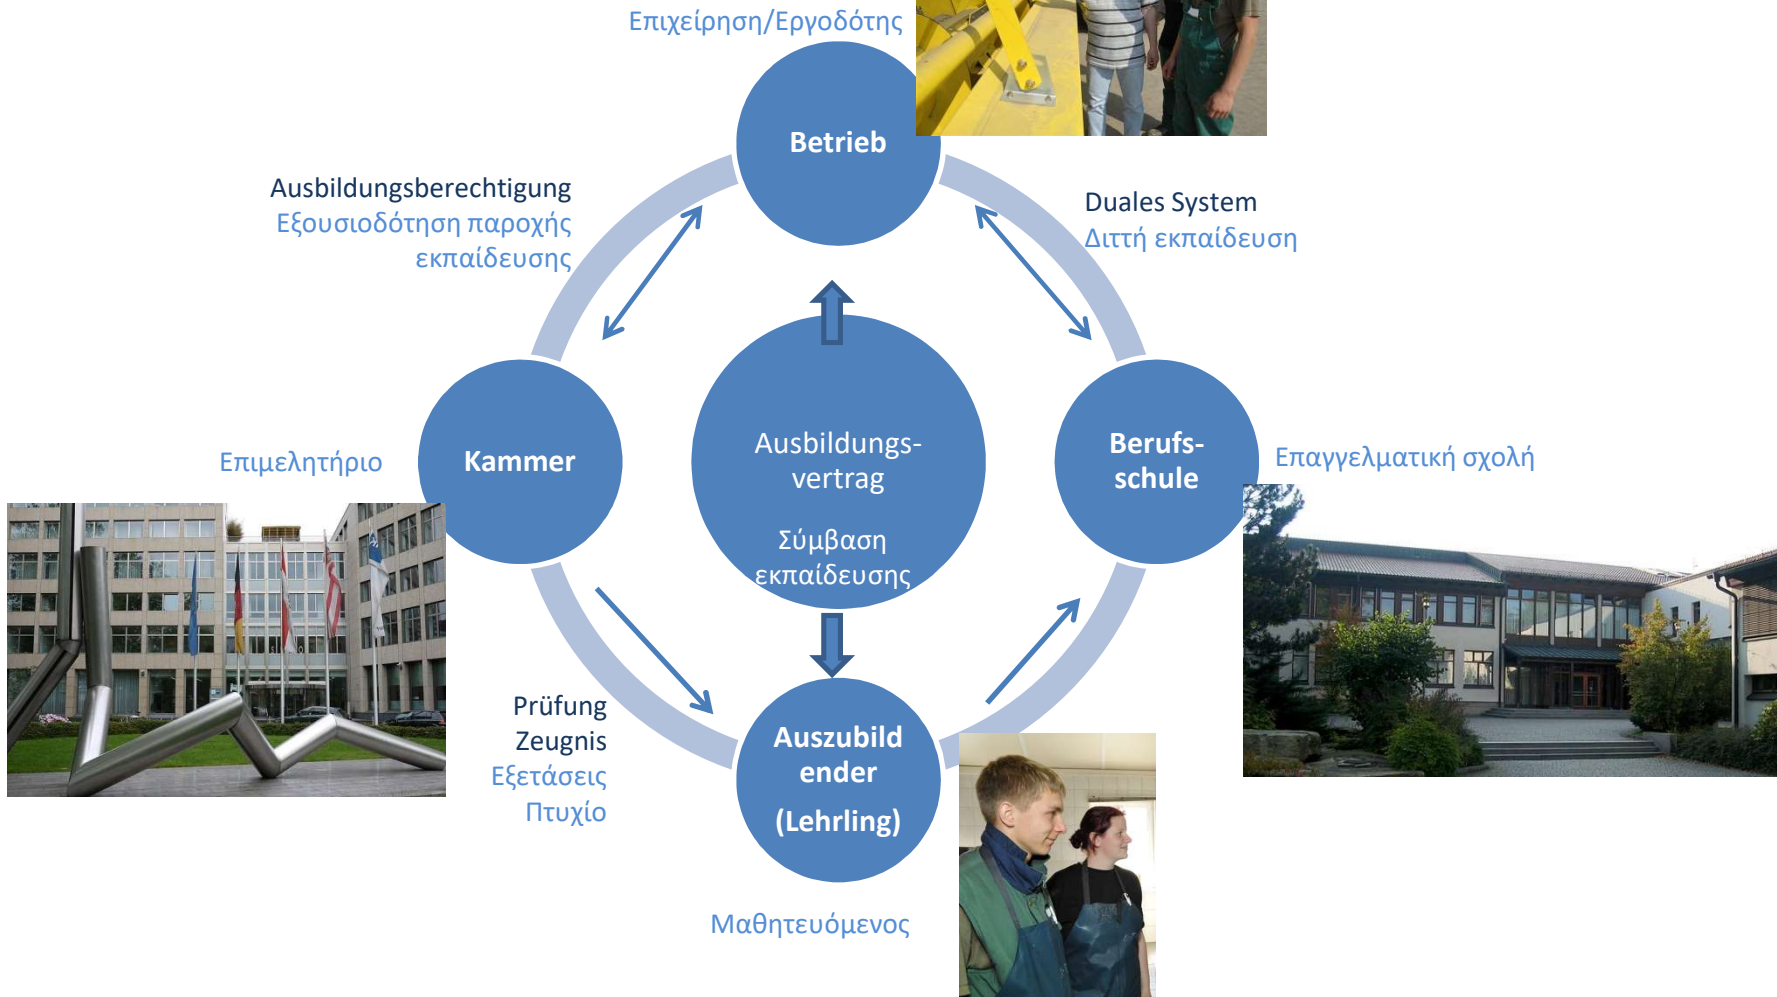 Επιχείρηση/Εργοδότης
Betrieb
Ausbildungsberechtigung
Εξουσιοδότηση παροχής
εκπαίδευσης
Duales System
Διττή εκπαίδευση
Επιμελητήριο
Kammer
Ausbildungs-
vertrag
Σύμβαση
εκπαίδευσης
Berufs-
schule
Επαγγελματική σχολή
Prüfung
Zeugnis
Εξετάσεις
Πτυχίο
Auszubild
ender
(Lehrling)
Μαθητευόμενος